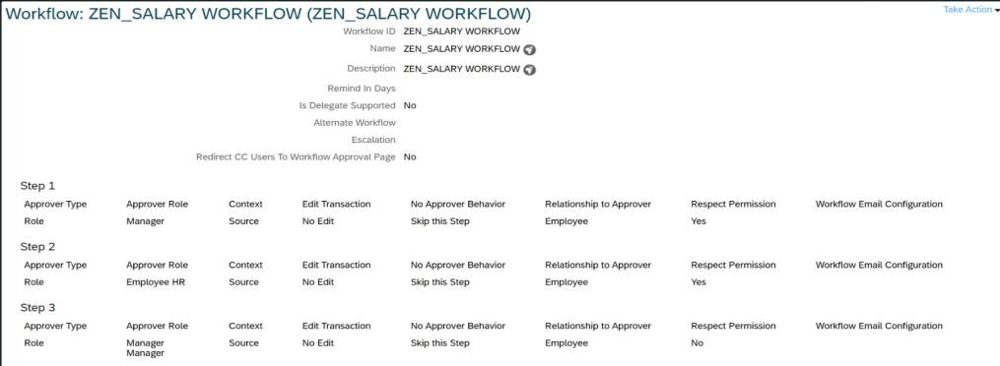 Workflow: ZEN_SALARY WORKFLOW (ZEN_SALARY WORKFLOW)
Take Action
Workflow ID ZEN_SALARY WORKFLOW
Name ZEN_SALARY WORKFLOW
Description ZEN_SALARY WORKFLOW
Remind In Days
Is Delegate Supported No
Alternate Workflow
Escalation
Redirect CC Users To Workflow Approval Page No
Step 1
Approver Type Approver Role Context Edit Transaction No Approver Behavior Relationship to Approver Respect Permission Workflow Email Configuration
Role Manager Source No Edit Skip this Step Employee Yes
Step 2
Approver Type Approver Role Context Edit Transaction No Approver Behavior Relationship to Approver Respect Permission Workflow Email Configuration
Role Employee HR Source No Edit Skip this Step Employee Yes
Step 3
Approver Type Approver Role Context Edit Transaction No Approver Behavior Relationship to Approver Respect Permission Workflow Email Configuration
Role Manager Source No Edit Skip this Step Employee No
Manager